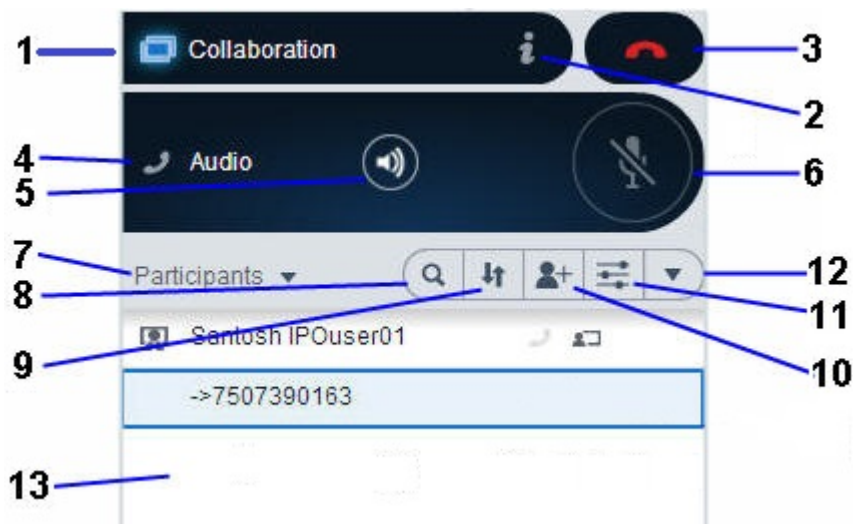 1 Collaboration 3
2
4 Audio
5 6
7 Participants 12
8 11
9 Santosh IPOuser01 10
->7507390163
13